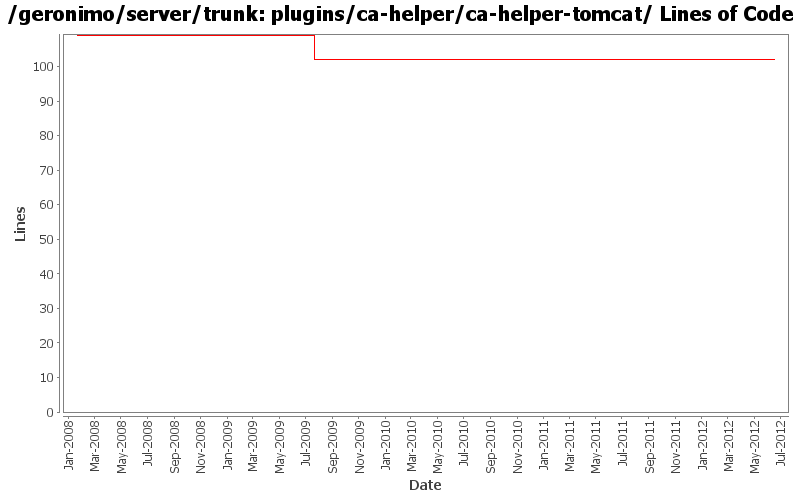 /geronimo/server/trunk: plugins/ca-helper/ca-helper-tomcat/ Lines of Code
Lines
100
90
80
70
60
50
40
30
20
10
0
Jan-2008
Mar-2008
May-2008
Jul-2008
Sep-2008
Nov-2008
Jan-2009
Mar-2009
May-2009
Jul-2009
Sep-2009
Nov-2009
Jan-2010
Mar-2010
May-2010
Jul-2010
Sep-2010
Nov-2010
Jan-2011
Mar-2011
May-2011
Jul-2011
Sep-2011
Nov-2011
Jan-2012
Mar-2012
May-2012
Jul-2012
Date